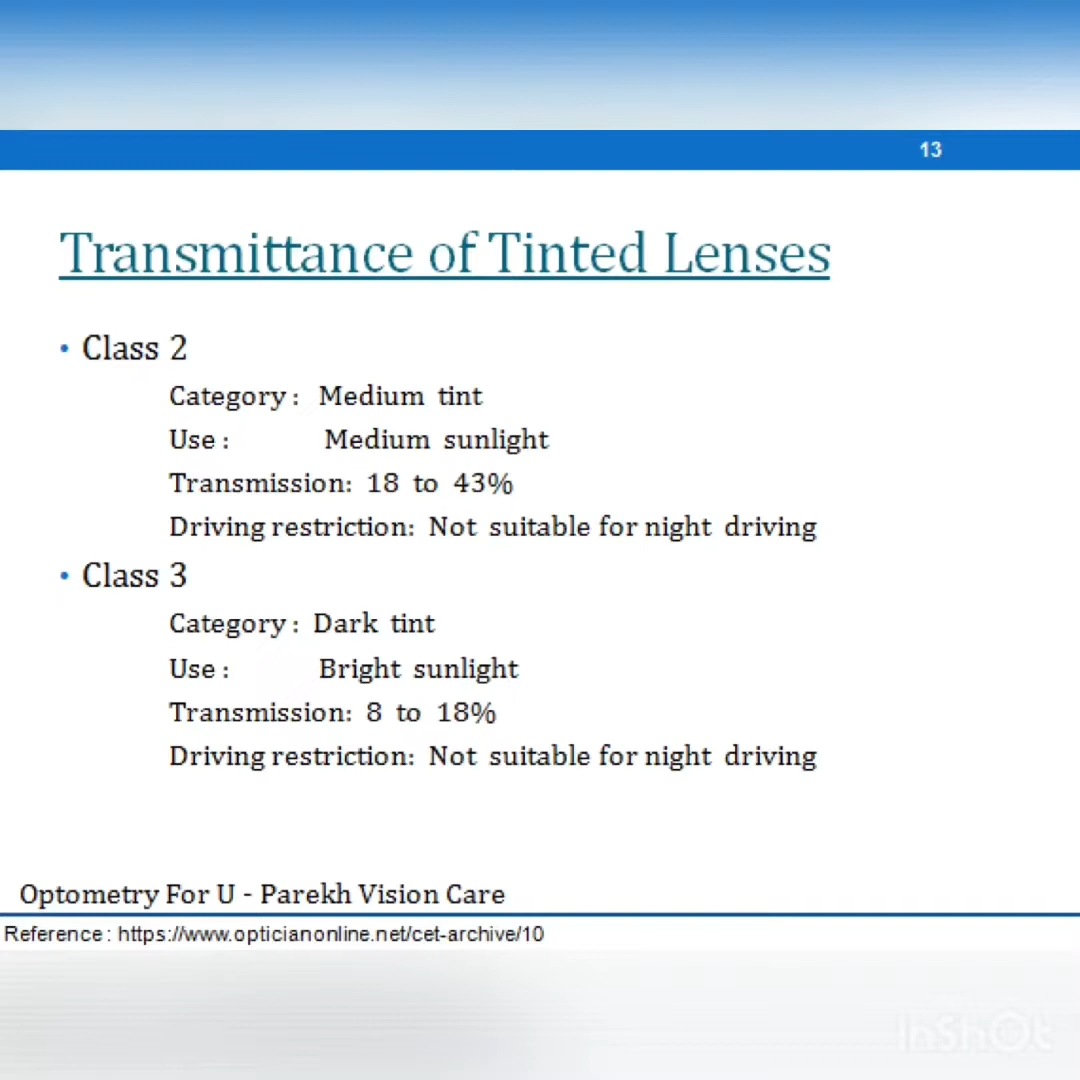 13
Transmittance of Tinted Lenses
• Class 2
Category : Medium tint
Use : Medium sunlight
Transmission: 18 to 43%
Driving restriction: Not suitable for night driving
• Class 3
Category : Dark tint
Use : Bright sunlight
Transmission: 8 to 18%
Driving restriction: Not suitable for night driving
Optometry For U - Parekh Vision Care
Reference : https://www.opticianonline.net/cet-archive/10
InShOt